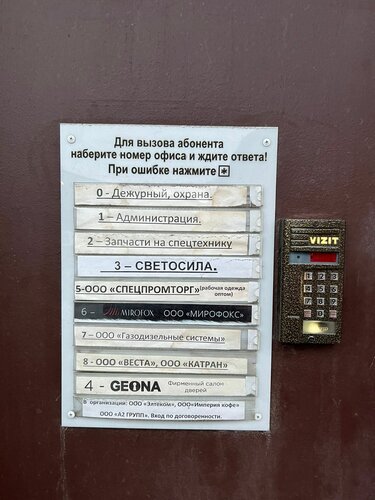 Для вызова абонента
наберите номер офиса и ждите ответа!
При ошибке нажмите *
0 - Дежурный, охрана.
1 – Администрация.
2 – Запчасти на спецтехнику
3 – СВЕТОСИЛА.
5-ООО «СПЕЦПРОМТОРГ» (рабочая одежда
оптом)
6 – MIROFOX ООО «МИРОФОКС»
7 – ООО «Газодизельные системы»
8 - ООО «ВЕСТА», ООО «КАТРАН»
4 - GEONA Фирменный салон
дверей
В организации: ООО «Элтеком», ООО«Империя кофе»
ООО «А2 ГРУПП». Вход по договоренности.
VIZIT